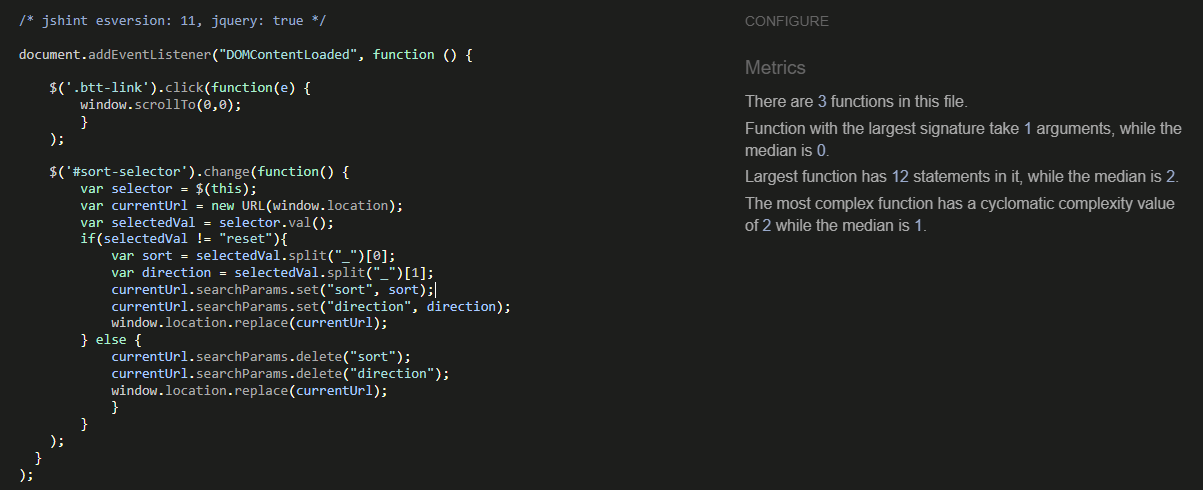 /* jshint esversion: 11, jquery: true */
document.addEventListener("DOMContentLoaded", function () {
$('.btt-link').click(function(e) {
window.scrollTo(0,0);
}
);
$('#sort-selector').change(function() {
var selector = $(this);
var currentUrl = new URL(window.location);
var selectedVal = selector.val();
if(selectedVal != "reset"){
var sort = selectedVal.split("_")[0];
var direction = selectedVal.split("_")[1];
currentUrl.searchParams.set("sort", sort);
currentUrl.searchParams.set("direction", direction);
window.location.replace(currentUrl);
} else {
currentUrl.searchParams.delete("sort");
currentUrl.searchParams.delete("direction");
window.location.replace(currentUrl);
}
}
);
}
);
CONFIGURE
Metrics
There are 3 functions in this file.
Function with the largest signature take 1 arguments, while the
median is 0.
Largest function has 12 statements in it, while the median is 2.
The most complex function has a cyclomatic complexity value
of 2 while the median is 1.